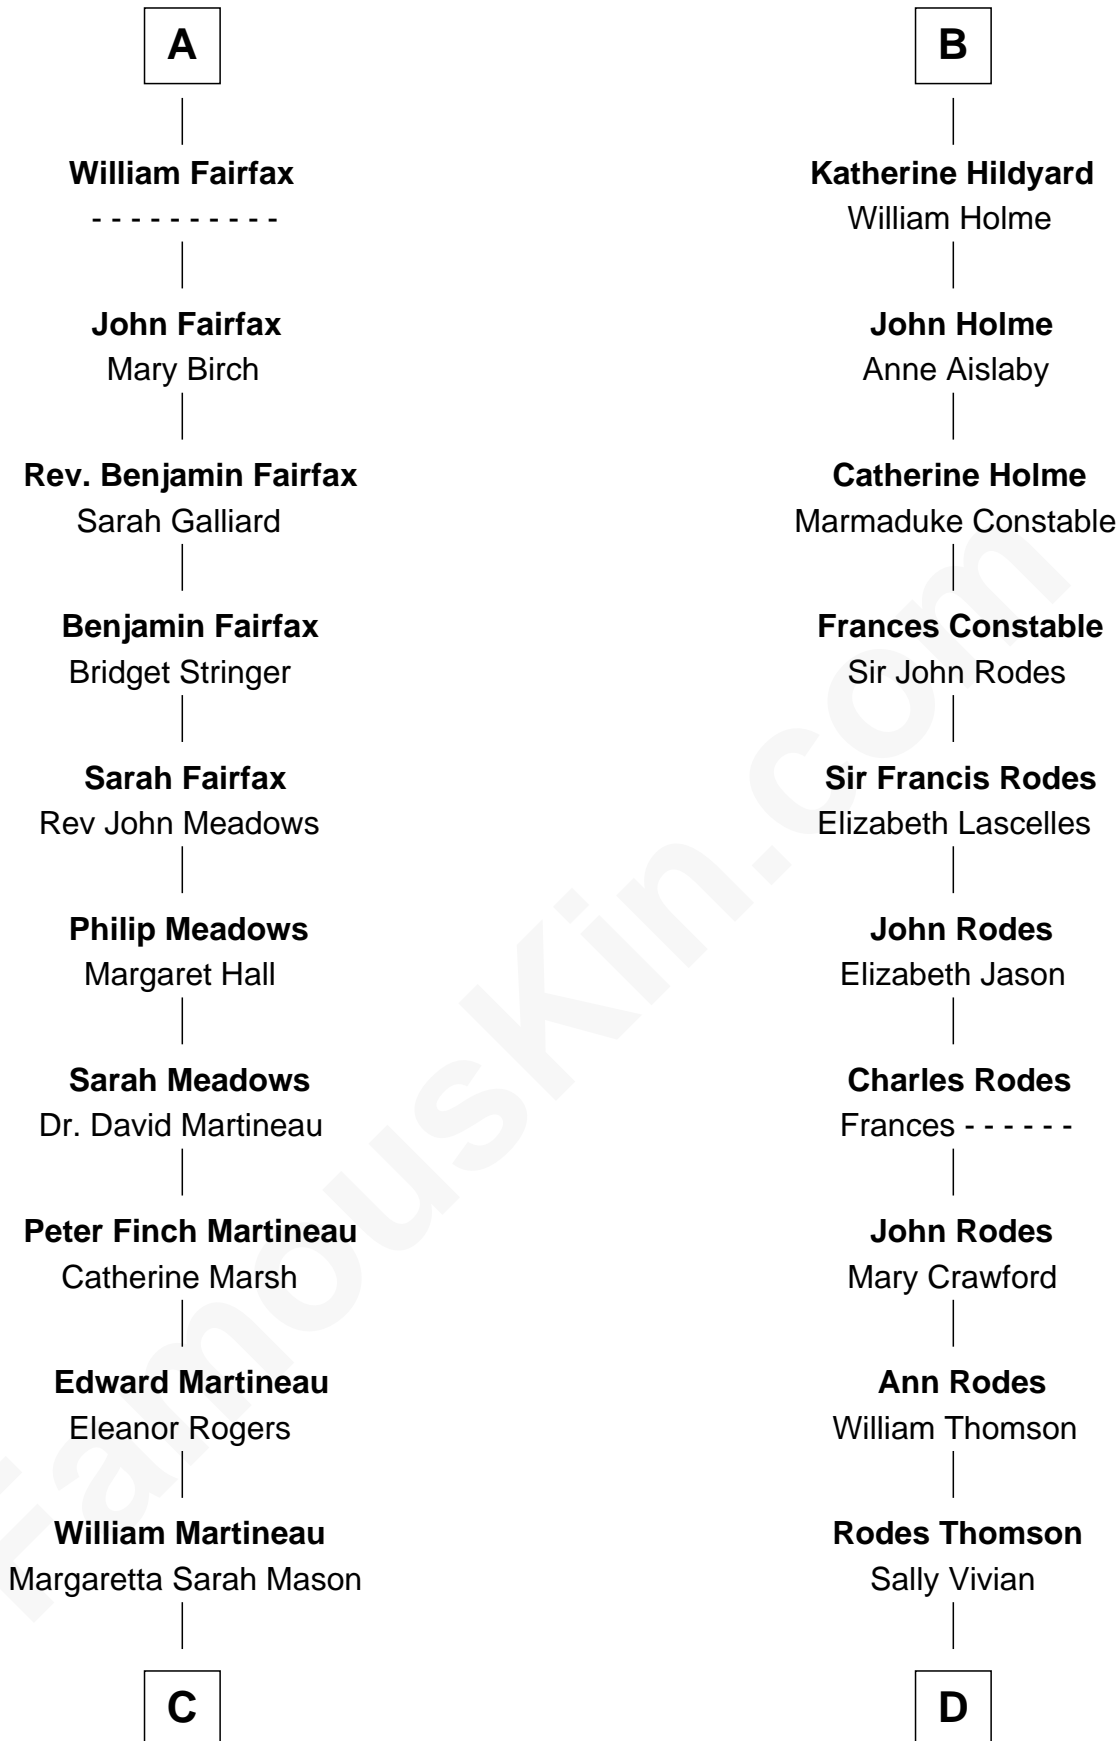 A
William Fairfax
- - - - - - - - - -
John Fairfax
Mary Birch
Rev. Benjamin Fairfax
Sarah Galliard
Benjamin Fairfax
Bridget Stringer
Sarah Fairfax
Rev John Meadows
Philip Meadows
Margaret Hall
Sarah Meadows
Dr. David Martineau
Peter Finch Martineau
Catherine Marsh
Edward Martineau
Eleanor Rogers
William Martineau
Margaretta Sarah Mason
C
B
Katherine Hildyard
William Holme
John Holme
Anne Aislaby
Catherine Holme
Marmaduke Constable
Frances Constable
Sir John Rodes
Sir Francis Rodes
Elizabeth Lascelles
John Rodes
Elizabeth Jason
Charles Rodes
Frances - - - - - -
John Rodes
Mary Crawford
Ann Rodes
William Thomson
Rodes Thomson
Sally Vivian
D
FamousKin.com